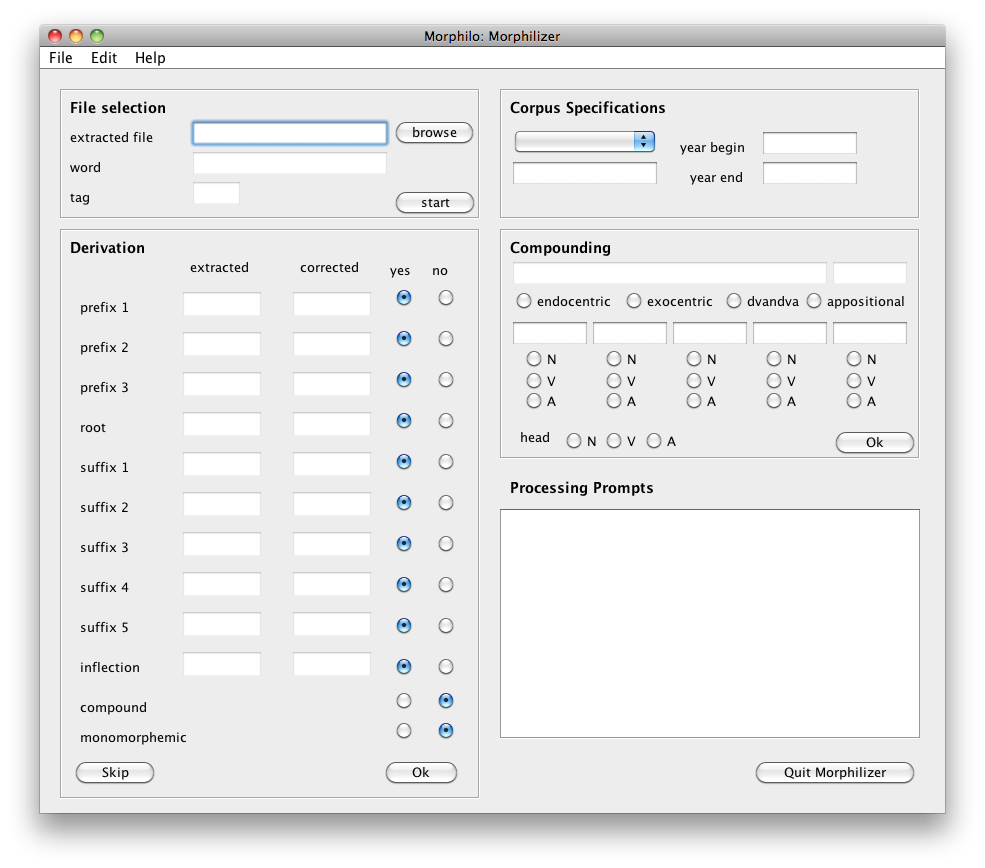 Morphilo: Morphilizer
File Edit Help
File selection
extracted file browse
word
tag
start
Corpus Specifications
year begin
year end
Derivation
extracted corrected yes no
prefix 1
prefix 2
prefix 3
root
suffix 1
suffix 2
suffix 3
suffix 4
suffix 5
inflection
compound
monomorphemic
Skip Ok
Compounding
endocentric exocentric dvandva appositional
N N N N N
V V V V V
A A A A A
head N V A
Ok
Processing Prompts
Quit Morphilizer